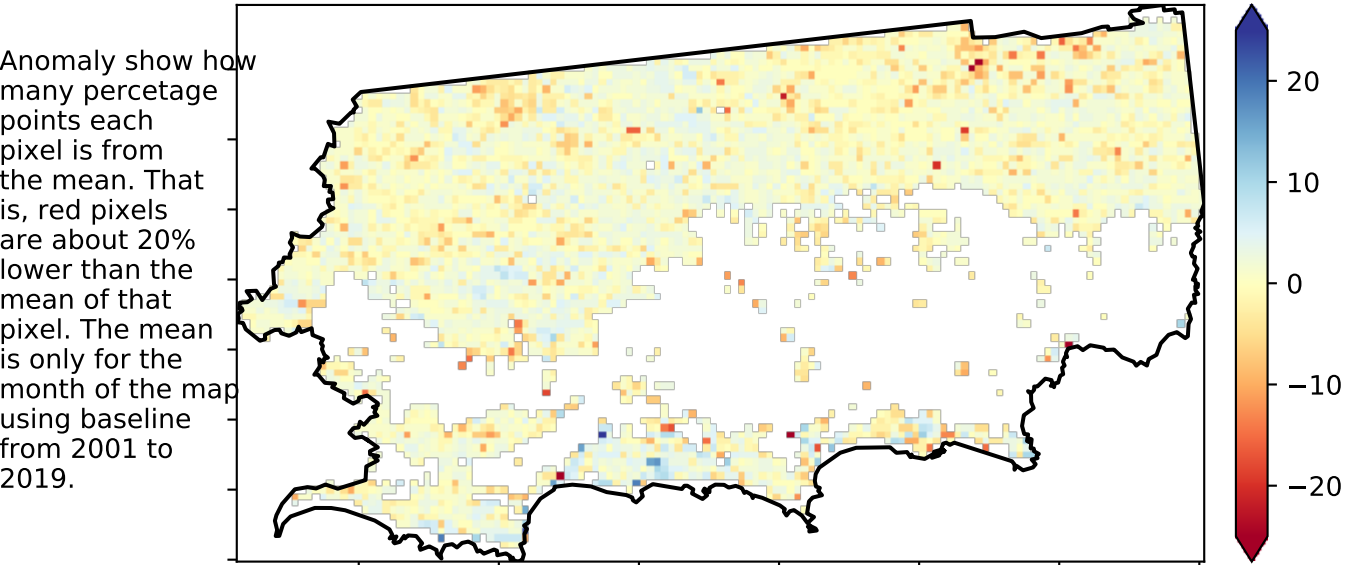 Anomaly show how
many percetage
points each
pixel is from
the mean. That
is, red pixels
are about 20%
lower than the
mean of that
pixel. The mean
is only for the
month of the map
using baseline
from 2001 to
2019.
20
10
0
−10
−20